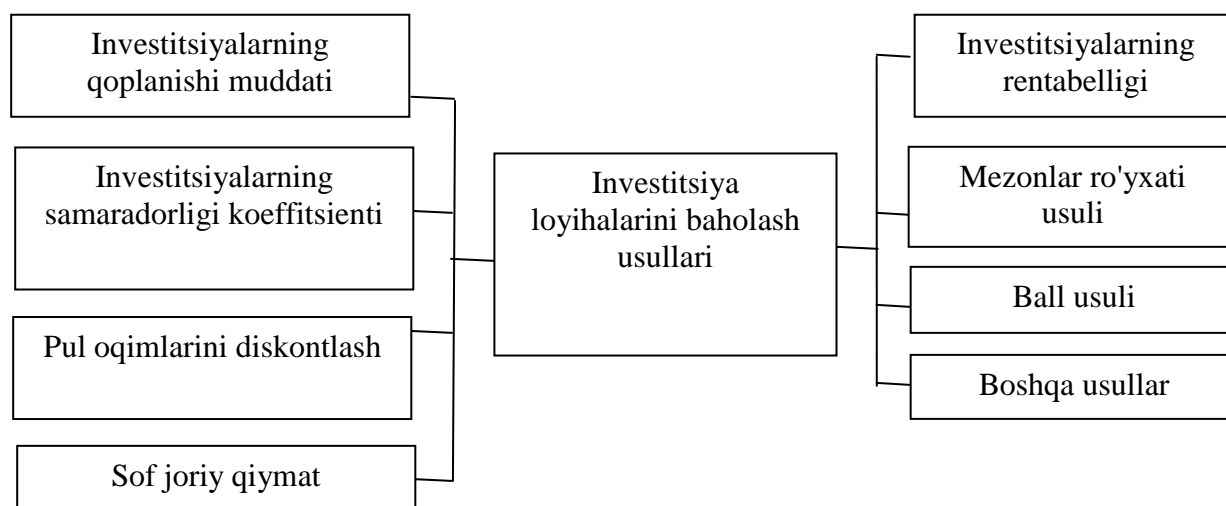 Investitsiyalarning
qoplanishi muddati
Investitsiyalarning
samaradorligi koeffitsienti
Pul oqimlarini diskontlash
Sof joriy qiymat
Investitsiya
loyihalarini baholash
usullari
Investitsiyalarning
rentabelligi
Mezonlar ro'yxati
usuli
Ball usuli
Boshqa usullar